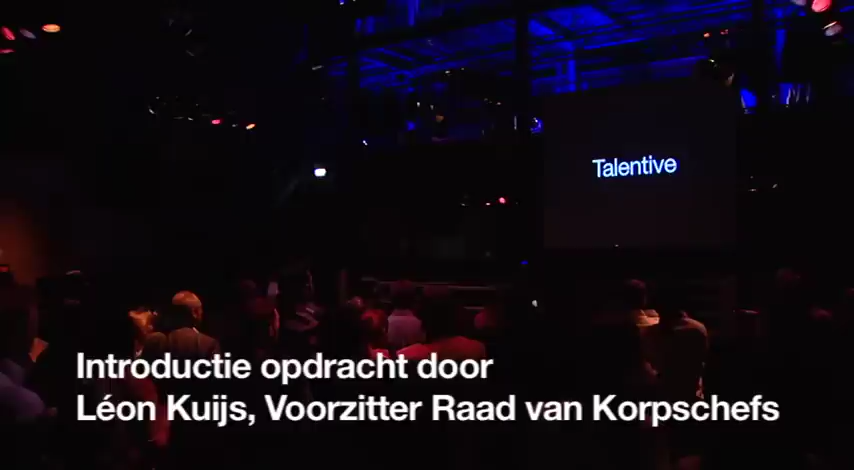 Talentive
Introductie opdracht door
Léon Kuijs, Voorzitter Raad van Korpschefs